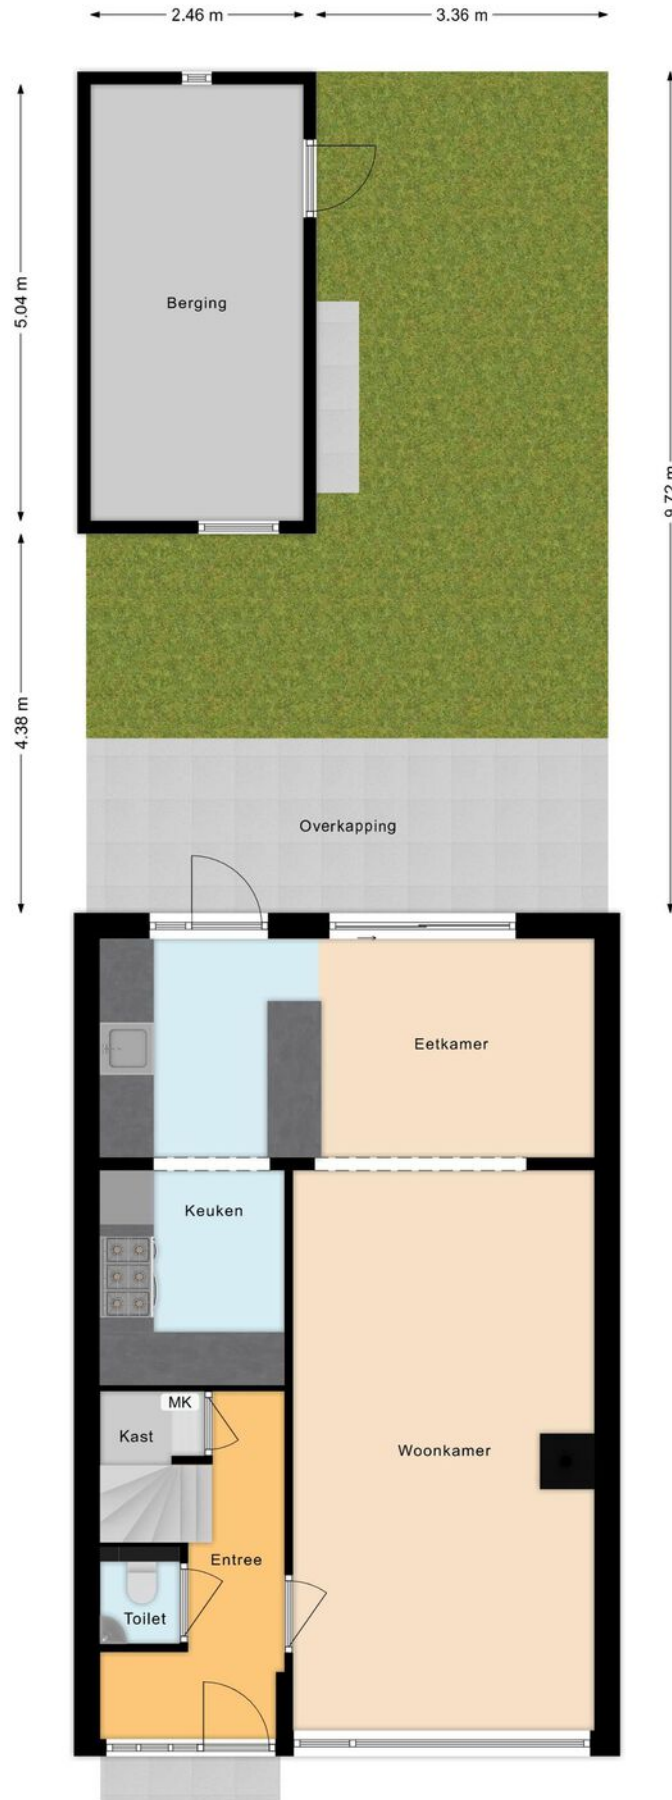 2.46 m
3.36 m
5.04 m
Berging
9.72 m
4.38 m
Overkapping
Eetkamer
Keuken
MK
Kast
Woonkamer
Entree
Toilet